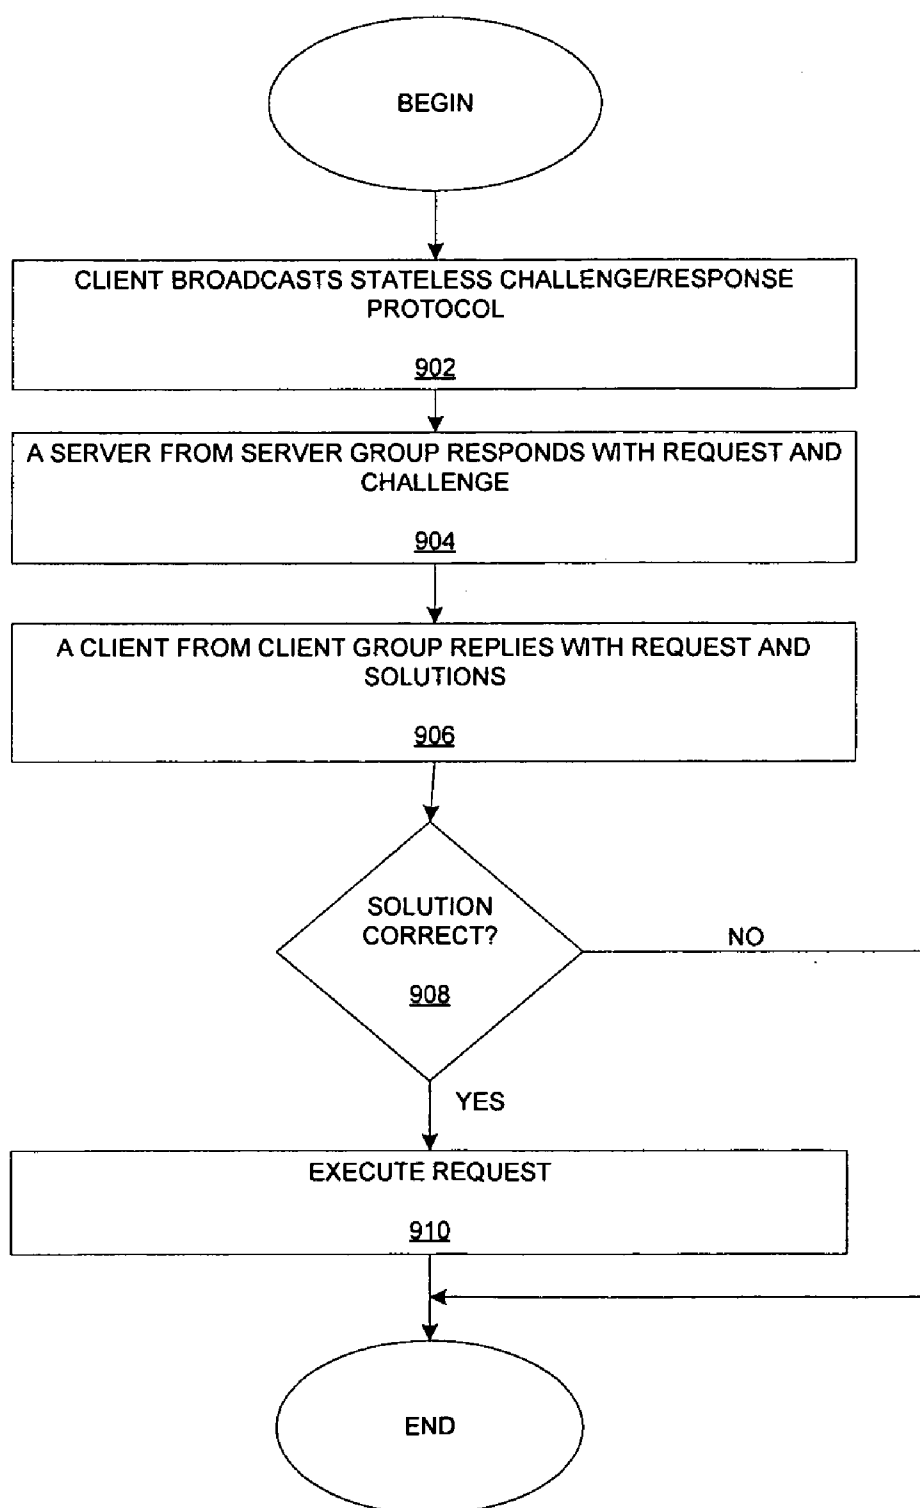 BEGIN
CLIENT BROADCASTS STATELESS CHALLENGE/RESPONSE
PROTOCOL
902
A SERVER FROM SERVER GROUP RESPONDS WITH REQUEST AND
CHALLENGE
904
A CLIENT FROM CLIENT GROUP REPLIES WITH REQUEST AND
SOLUTIONS
906
SOLUTION
CORRECT?
908
NO
YES
EXECUTE REQUEST
910
END